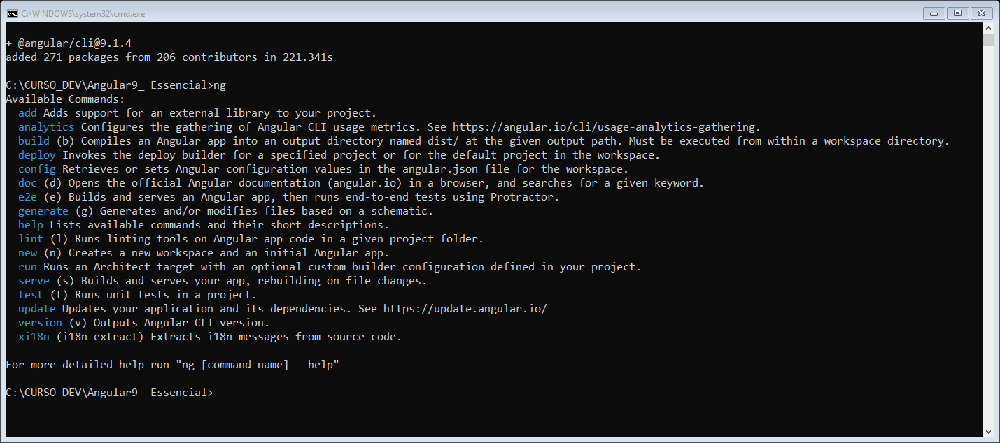 C:\WINDOWS\system32\cmd.exe
+ @angular/cli@9.1.4
added 271 packages from 206 contributors in 221.341s
C:\CURSO_DEV\Angular9_ Essencial>ng
Available Commands:
  add Adds support for an external library to your project.
  analytics Configures the gathering of Angular CLI usage metrics. See https://angular.io/cli/usage-analytics-gathering.
  build (b) Compiles an Angular app into an output directory named dist/ at the given output path. Must be executed from within a workspace directory.
  deploy Invokes the deploy builder for a specified project or for the default project in the workspace.
  config Retrieves or sets Angular configuration values in the angular.json file for the workspace.
  doc (d) Opens the official Angular documentation (angular.io) in a browser, and searches for a given keyword.
  e2e (e) Builds and serves an Angular app, then runs end-to-end tests using Protractor.
  generate (g) Generates and/or modifies files based on a schematic.
  help Lists available commands and their short descriptions.
  lint (l) Runs linting tools on Angular app code in a given project folder.
  new (n) Creates a new workspace and an initial Angular app.
  run Runs an Architect target with an optional custom builder configuration defined in your project.
  serve (s) Builds and serves your app, rebuilding on file changes.
  test (t) Runs unit tests in a project.
  update Updates your application and its dependencies. See https://update.angular.io/
  version (v) Outputs Angular CLI version.
  xi18n (i18n-extract) Extracts i18n messages from source code.
For more detailed help run "ng [command name] --help"
C:\CURSO_DEV\Angular9_ Essencial>